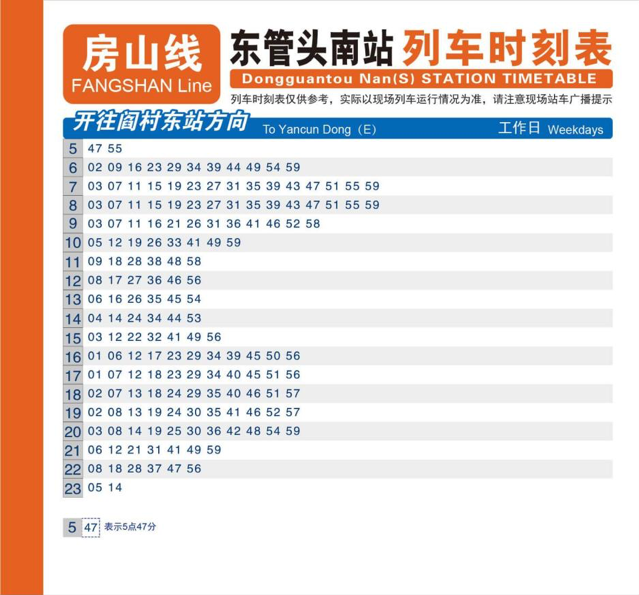 房山线
FANGSHAN Line
东管头南站 列车时刻表
Dongguantou Nan(S) STATION TIMETABLE
列车时刻表仅供参考，实际以现场列车运行情况为准，请注意现场站车广播提示
开往阎村东站方向 To Yancun Dong（E） 工作日 Weekdays
5 47 55
6 02 09 16 23 29 34 39 44 49 54 59
7 03 07 11 15 19 23 27 31 35 39 43 47 51 55 59
8 03 07 11 15 19 23 27 31 35 39 43 47 51 55 59
9 03 07 11 16 21 26 31 36 41 46 52 58
10 05 12 19 26 33 41 49 59
11 09 18 28 38 48 58
12 08 17 27 36 46 56
13 06 16 26 35 45 54
14 04 14 24 34 44 53
15 03 12 22 32 41 49 56
16 01 06 12 17 23 29 34 39 45 50 56
17 01 07 12 18 23 29 34 40 45 51 56
18 02 07 13 18 24 29 35 40 46 51 57
19 02 08 13 19 24 30 35 41 46 52 57
20 03 08 14 19 25 30 36 42 48 54 59
21 06 12 21 31 41 49 59
22 08 18 28 37 47 56
23 05 14
5 47 表示5点47分